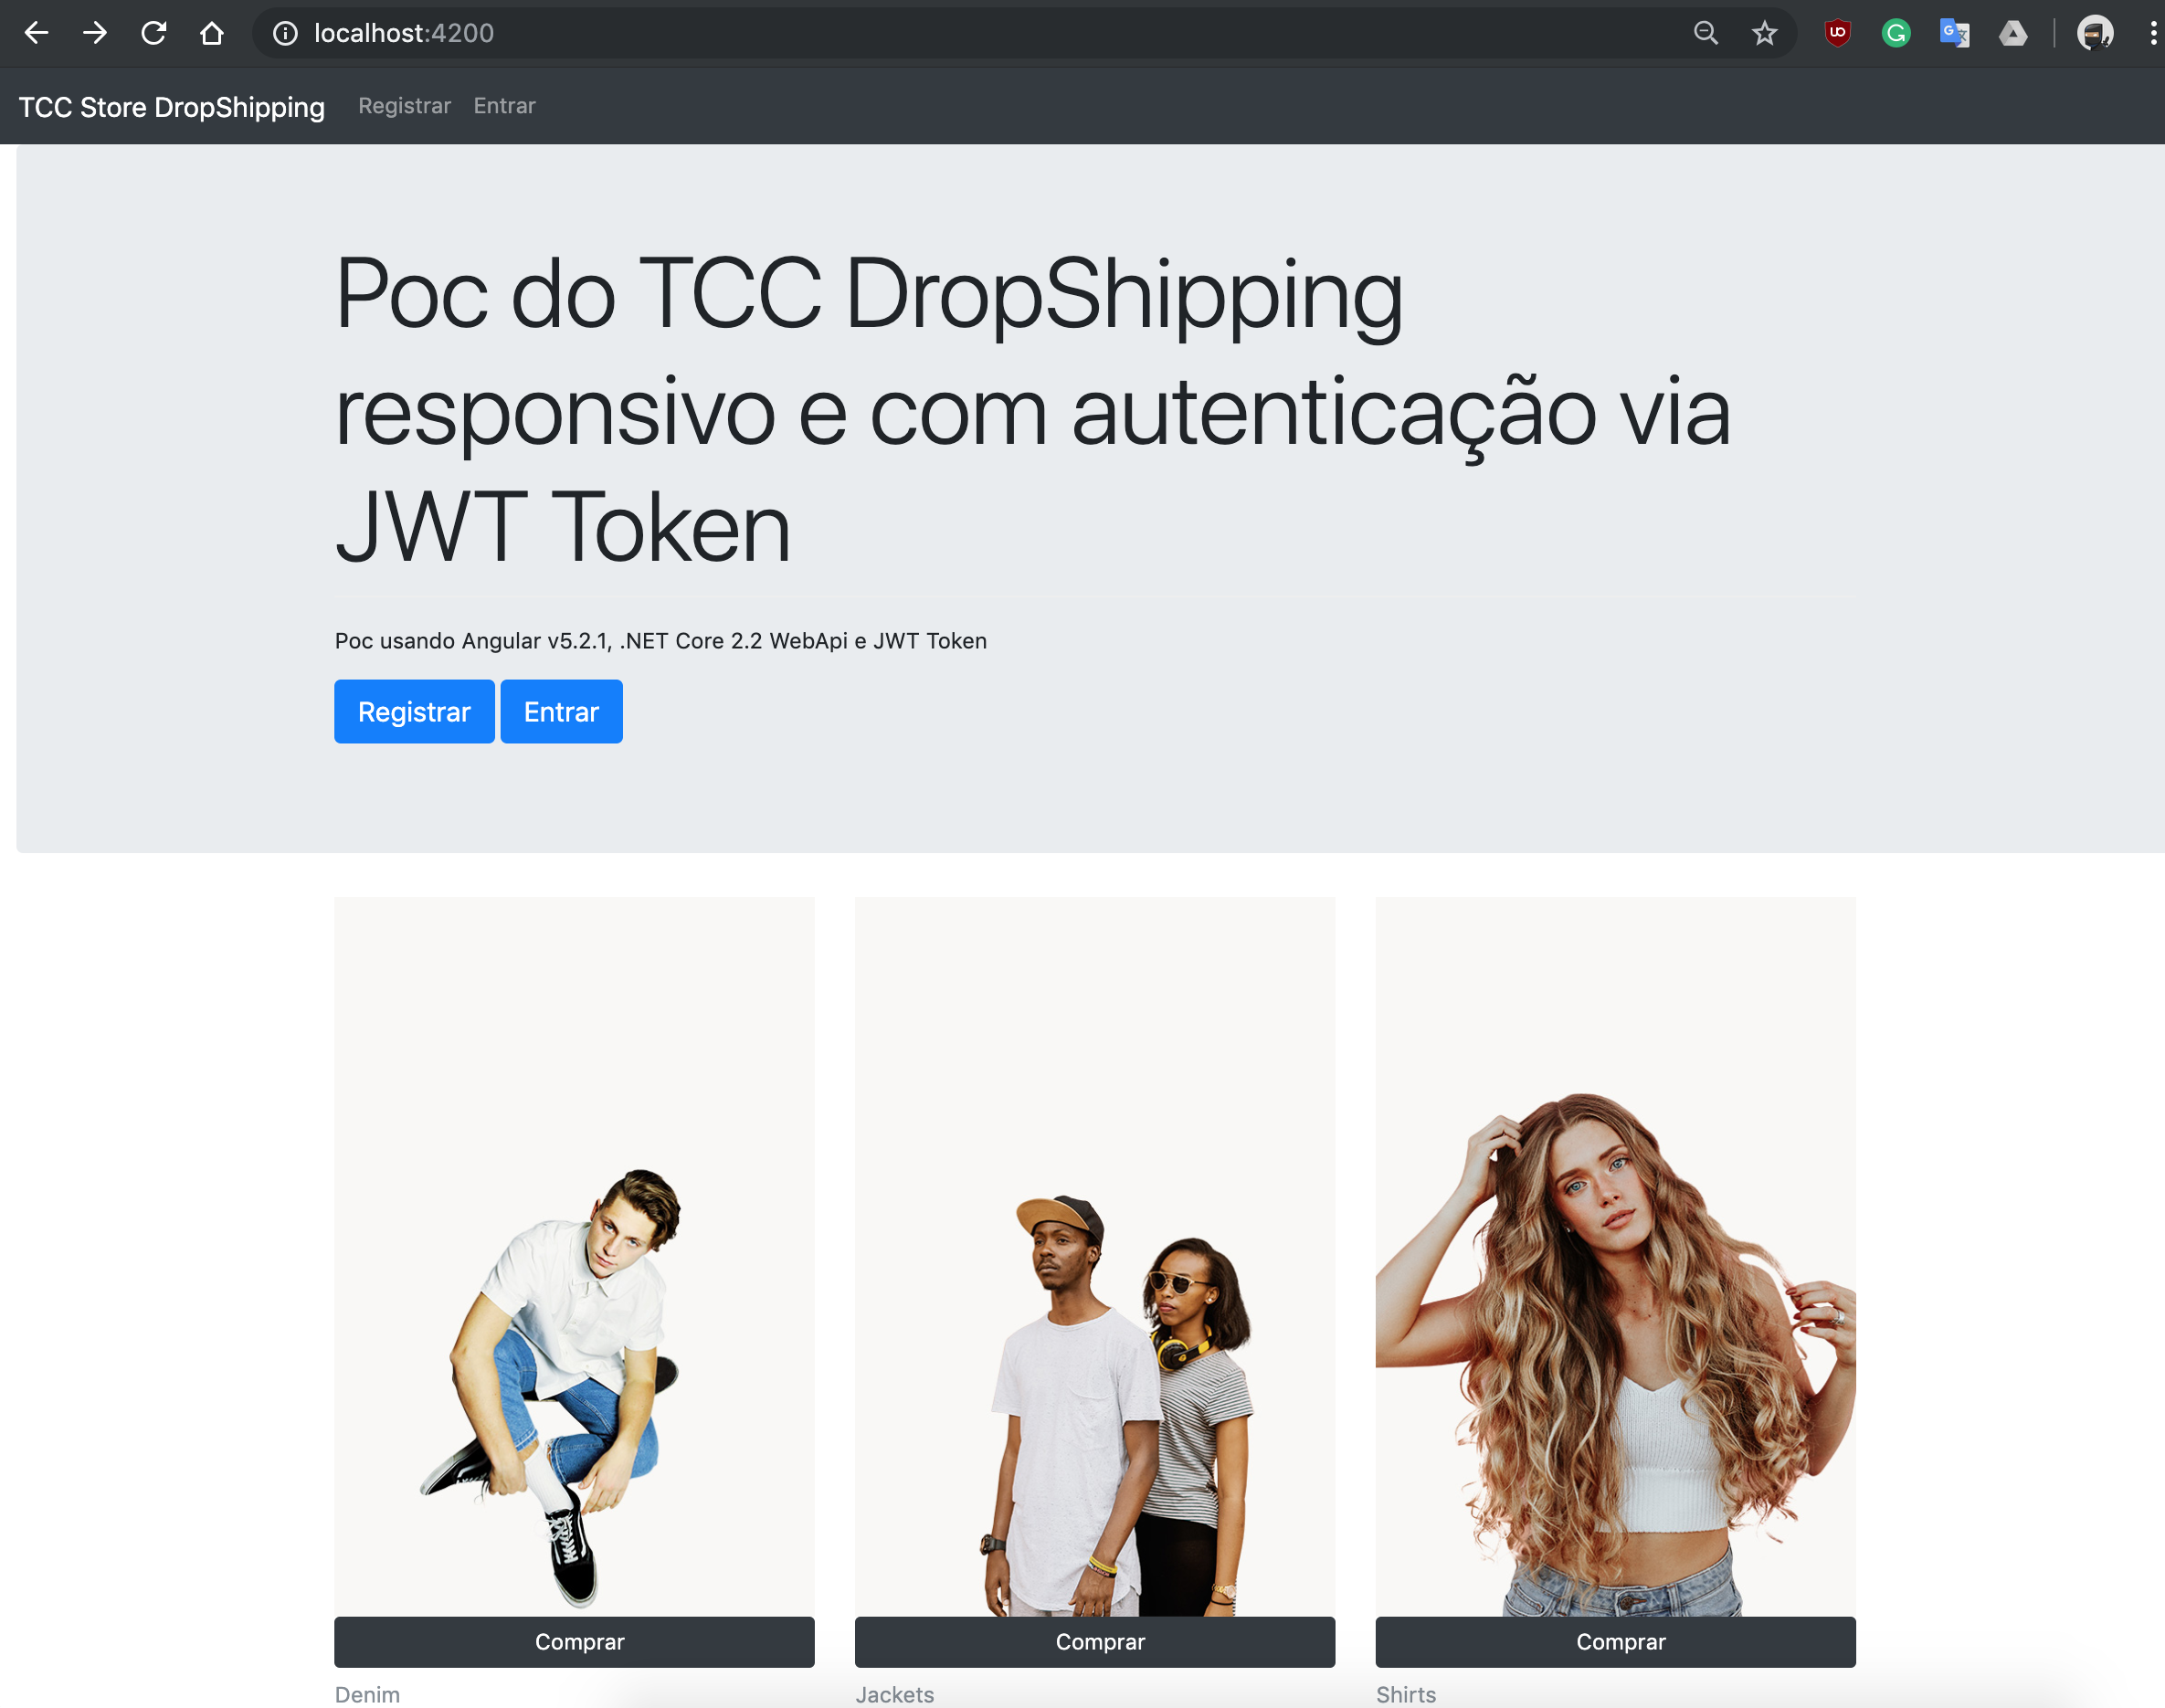 localhost:4200
TCC Store DropShipping Registrar Entrar
Poc do TCC DropShipping
responsivo e com autenticação via
JWT Token
Poc usando Angular v5.2.1, .NET Core 2.2 WebApi e JWT Token
Registrar Entrar
Comprar Comprar Comprar
Denim Jackets Shirts